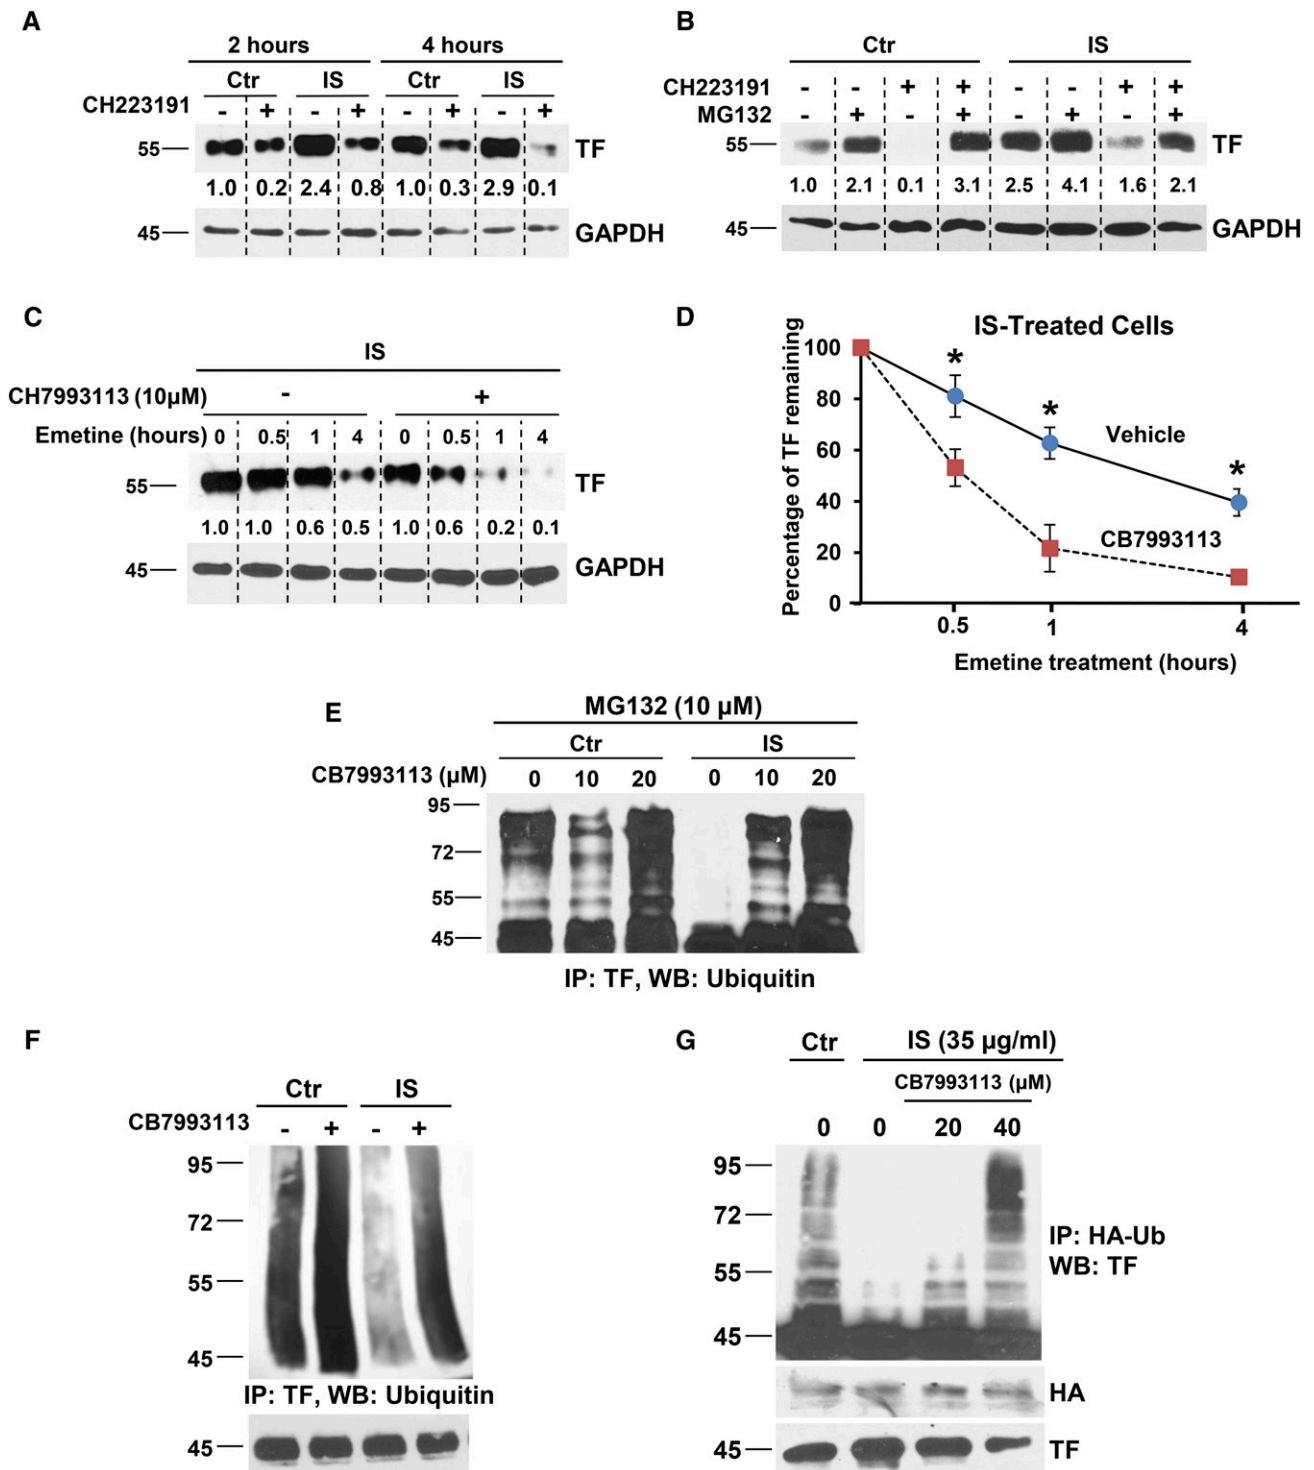 A
2 hours 4 hours
Ctr IS Ctr IS
CH223191 - + - + - + - +
55 TF
1.0 0.2 2.4 0.8 1.0 0.3 2.9 0.1
45 GAPDH
B
Ctr IS
CH223191 - - + + - - + +
MG132 - + - + - + - +
55 TF
1.0 2.1 0.1 3.1 2.5 4.1 1.6 2.1
45 GAPDH
C
IS
CH7993113 (10µM) - +
Emetine (hours) 0 0.5 1 4 0 0.5 1 4
55 TF
1.0 1.0 0.6 0.5 1.0 0.6 0.2 0.1
45 GAPDH
D
IS-Treated Cells
Percentage of TF remaining
100
80
60
40
20
0
* * *
Vehicle
CB7993113
0.5 1 4
Emetine treatment (hours)
E
MG132 (10 µM)
Ctr IS
CB7993113 (µM) 0 10 20 0 10 20
95
72
55
45
IP: TF, WB: Ubiquitin
F
Ctr IS
CB7993113 - + - +
95
72
55
45
IP: TF, WB: Ubiquitin
45
G
Ctr IS (35 µg/ml)
CB7993113 (µM)
0 0 20 40
95
72
55
45
IP: HA-Ub
WB: TF
HA
45 TF